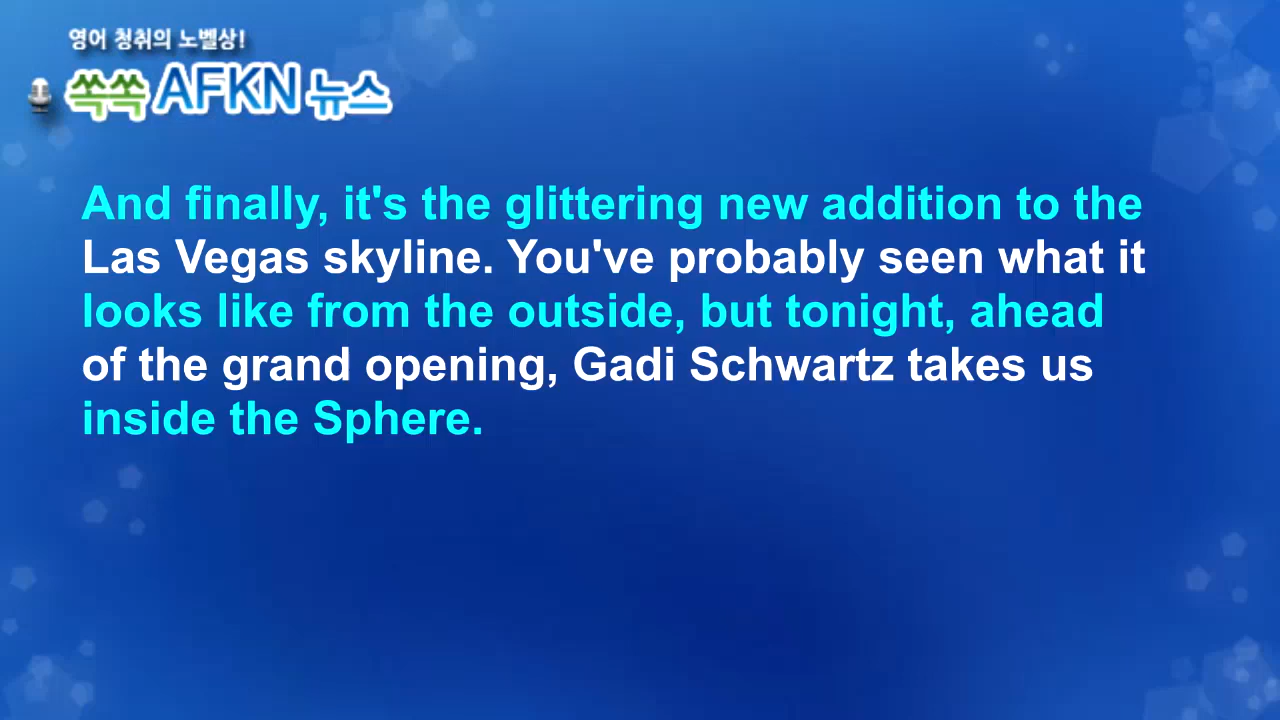 영어 청취의 노벨상!
쏙쏙 AFKN 뉴스
And finally, it's the glittering new addition to the
Las Vegas skyline. You've probably seen what it
looks like from the outside, but tonight, ahead
of the grand opening, Gadi Schwartz takes us
inside the Sphere.